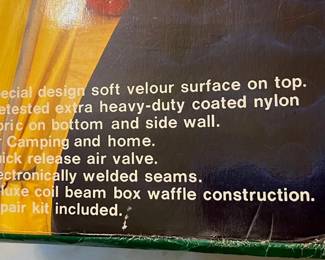 ecial design soft velour surface on top.
etested extra heavy-duty coated nylon
bric on bottom and side wall.
r Camping and home.
ick release air valve.
ectronically welded seams.
luxe coil beam box waffle construction.
pair kit included.